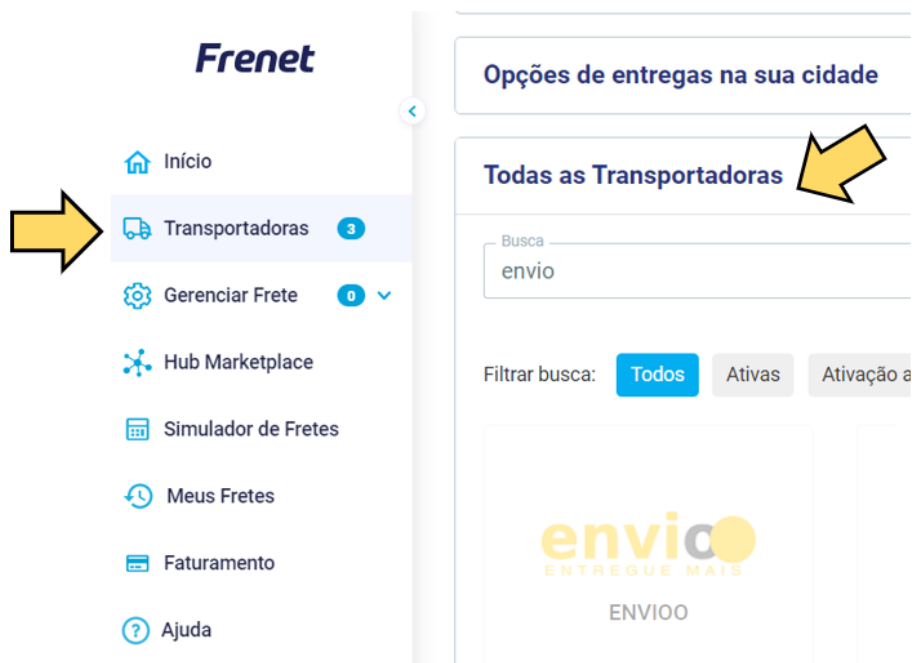 Frenet
Início
Transportadoras 3
Gerenciar Frete 0
Hub Marketplace
Simulador de Fretes
Meus Fretes
Faturamento
Ajuda
Opções de entregas na sua cidade
Todas as Transportadoras
Busca
envio
Filtrar busca: Todos Ativas Ativação a
envioo
ENTREGUE MAIS
ENVIOO